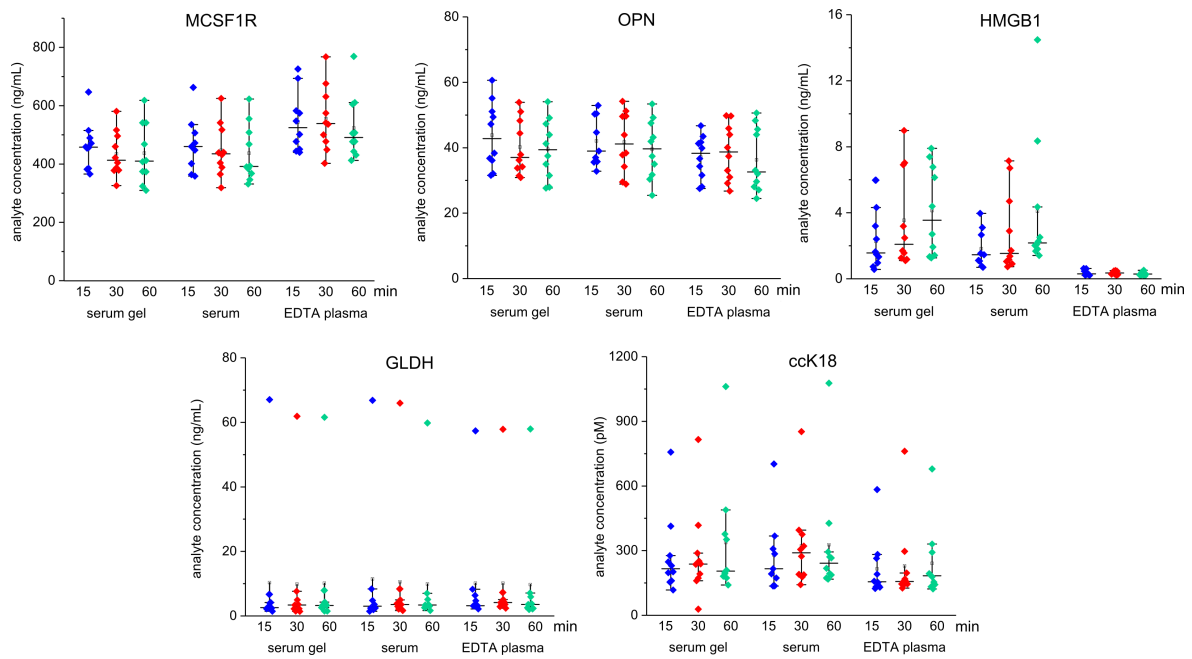 MCSF1R
analyte concentration (ng/mL)
800
600
400
200
0
15 30 60 15 30 60 15 30 60 min
serum gel serum EDTA plasma
OPN
analyte concentration (ng/mL)
80
60
40
20
0
15 30 60 15 30 60 15 30 60 min
serum gel serum EDTA plasma
HMGB1
analyte concentration (ng/mL)
16
12
8
4
0
15 30 60 15 30 60 15 30 60 min
serum gel serum EDTA plasma
GLDH
analyte concentration (ng/mL)
80
60
40
20
0
15 30 60 15 30 60 15 30 60 min
serum gel serum EDTA plasma
ccK18
analyte concentration (pM)
1200
900
600
300
0
15 30 60 15 30 60 15 30 60 min
serum gel serum EDTA plasma